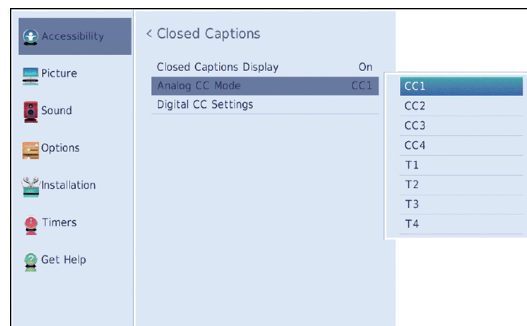 Accessibility
Picture
Sound
Options
Installation
Timers
Get Help
< Closed Captions
Closed Captions Display On
Analog CC Mode CC1
Digital CC Settings
CC1
CC2
CC3
CC4
T1
T2
T3
T4